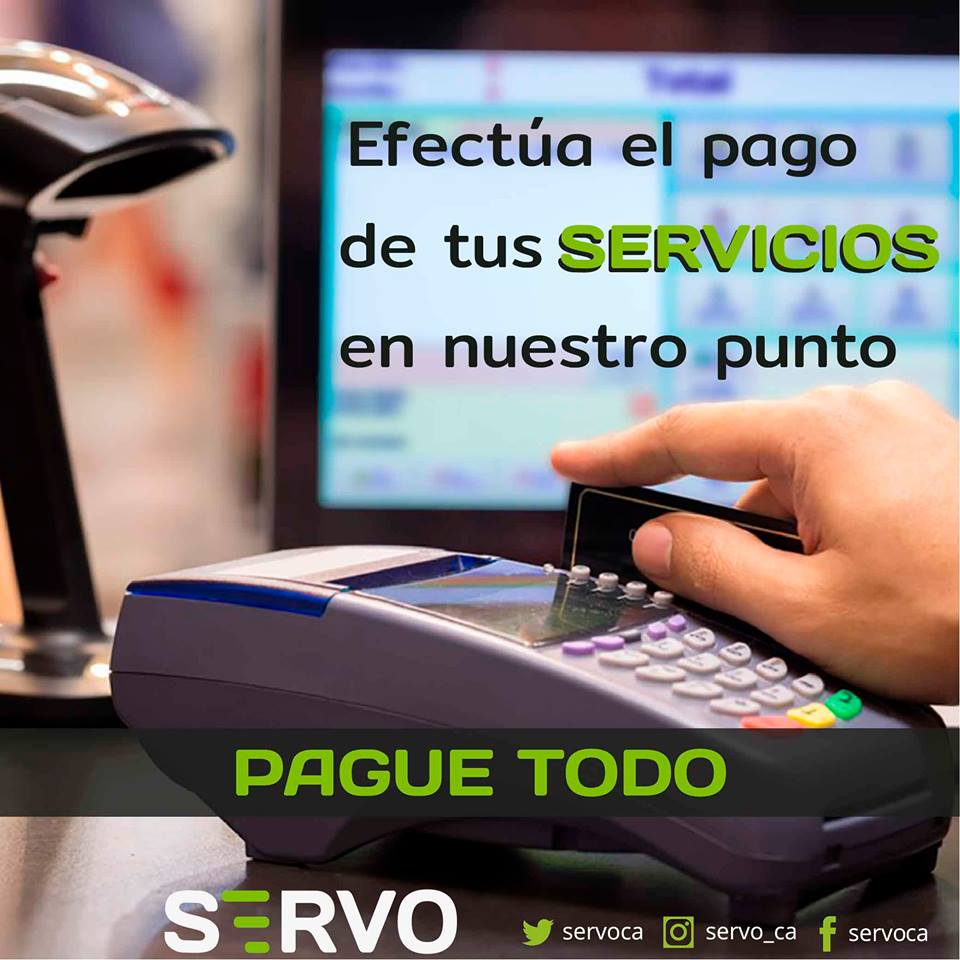 Efectúa el pago
de tus SERVICIOS
en nuestro punto
PAGUE TODO
SERVO
servoca servo_ca servoca